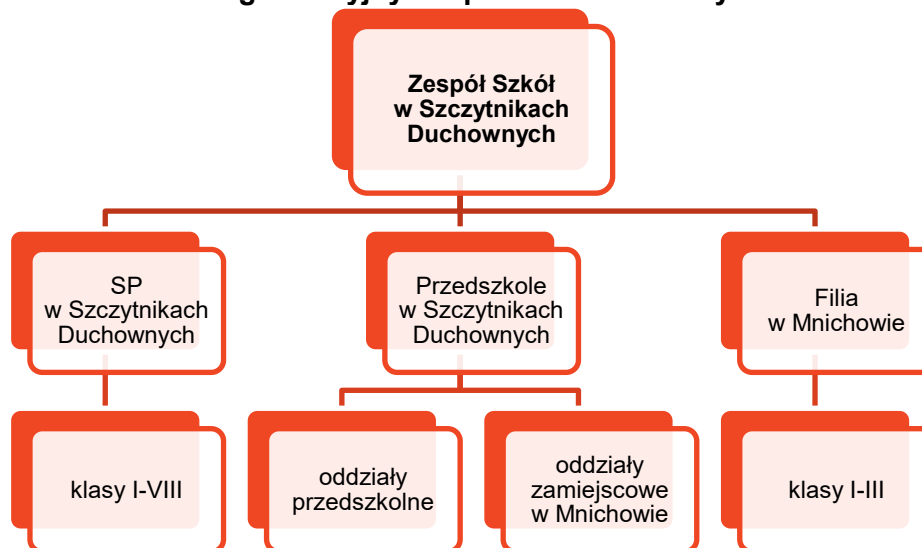 Zespół Szkół
w Szczytnikach
Duchownych
SP
w Szczytnikach
Duchownych
Przedszkole
w Szczytnikach
Duchownych
Filia
w Mnichowie
klasy I-VIII
oddziały
przedszkolne
oddziały
zamiejscowe
w Mnichowie
klasy I-III